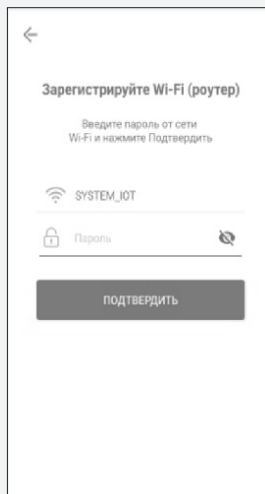 Зарегистрируйте Wi-Fi (роутер)
Введите пароль от сети
Wi-Fi и нажмите Подтвердить
SYSTEM_IOT
Пароль
ПОДТВЕРДИТЬ